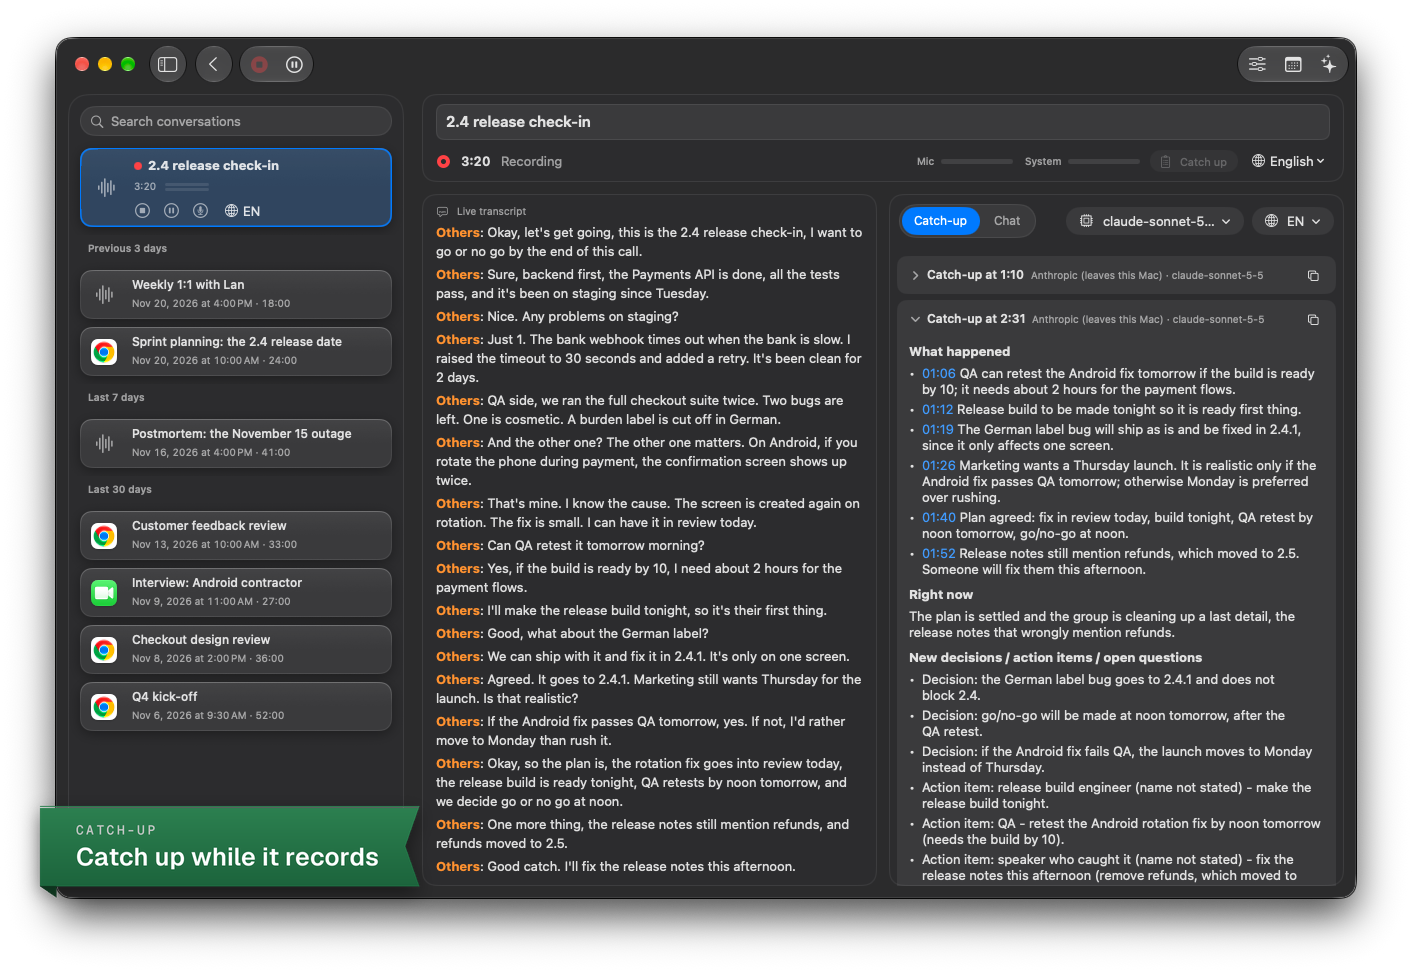 Search conversations
2.4 release check-in
3:20
EN
Previous 3 days
Weekly 1:1 with Lan
Nov 20, 2026 at 4:00 PM · 18:00
Sprint planning: the 2.4 release date
Nov 20, 2026 at 10:00 AM · 24:00
Last 7 days
Postmortem: the November 15 outage
Nov 16, 2026 at 4:00 PM · 41:00
Last 30 days
Customer feedback review
Nov 13, 2026 at 10:00 AM · 33:00
Interview: Android contractor
Nov 9, 2026 at 11:00 AM · 27:00
Checkout design review
Nov 8, 2026 at 2:00 PM · 36:00
Q4 kick-off
Nov 6, 2026 at 9:30 AM · 52:00
CATCH-UP
Catch up while it records
2.4 release check-in
3:20 Recording
Mic System Catch up English
Live transcript
Others: Okay, let's get going, this is the 2.4 release check-in, I want to
go or no go by the end of this call.
Others: Sure, backend first, the Payments API is done, all the tests
pass, and it's been on staging since Tuesday.
Others: Nice. Any problems on staging?
Others: Just 1. The bank webhook times out when the bank is slow. I
raised the timeout to 30 seconds and added a retry. It's been clean for
2 days.
Others: QA side, we ran the full checkout suite twice. Two bugs are
left. One is cosmetic. A burden label is cut off in German.
Others: And the other one? The other one matters. On Android, if you
rotate the phone during payment, the confirmation screen shows up
twice.
Others: That's mine. I know the cause. The screen is created again on
rotation. The fix is small. I can have it in review today.
Others: Can QA retest it tomorrow morning?
Others: Yes, if the build is ready by 10, I need about 2 hours for the
payment flows.
Others: I'll make the release build tonight, so it's their first thing.
Others: Good, what about the German label?
Others: We can ship with it and fix it in 2.4.1. It's only on one screen.
Others: Agreed. It goes to 2.4.1. Marketing still wants Thursday for the
launch. Is that realistic?
Others: If the Android fix passes QA tomorrow, yes. If not, I'd rather
move to Monday than rush it.
Others: Okay, so the plan is, the rotation fix goes into review today,
the release build is ready tonight, QA retests by noon tomorrow, and
we decide go or no go at noon.
Others: One more thing, the release notes still mention refunds, and
refunds moved to 2.5.
Others: Good catch. I'll fix the release notes this afternoon.
Catch-up Chat claude-sonnet-5... EN
Catch-up at 1:10 Anthropic (leaves this Mac) · claude-sonnet-5-5
Catch-up at 2:31 Anthropic (leaves this Mac) · claude-sonnet-5-5
What happened
• 01:06 QA can retest the Android fix tomorrow if the build is ready
by 10; it needs about 2 hours for the payment flows.
• 01:12 Release build to be made tonight so it is ready first thing.
• 01:19 The German label bug will ship as is and be fixed in 2.4.1,
since it only affects one screen.
• 01:26 Marketing wants a Thursday launch. It is realistic only if the
Android fix passes QA tomorrow; otherwise Monday is preferred
over rushing.
• 01:40 Plan agreed: fix in review today, build tonight, QA retest by
noon tomorrow, go/no-go at noon.
• 01:52 Release notes still mention refunds, which moved to 2.5.
Someone will fix them this afternoon.
Right now
The plan is settled and the group is cleaning up a last detail, the
release notes that wrongly mention refunds.
New decisions / action items / open questions
• Decision: the German label bug goes to 2.4.1 and does not
block 2.4.
• Decision: go/no-go will be made at noon tomorrow, after the
QA retest.
• Decision: if the Android fix fails QA, the launch moves to Monday
instead of Thursday.
• Action item: release build engineer (name not stated) - make the
release build tonight.
• Action item: QA - retest the Android rotation fix by noon tomorrow
(needs the build by 10).
• Action item: speaker who caught it (name not stated) - fix the
release notes this afternoon (remove refunds, which moved to